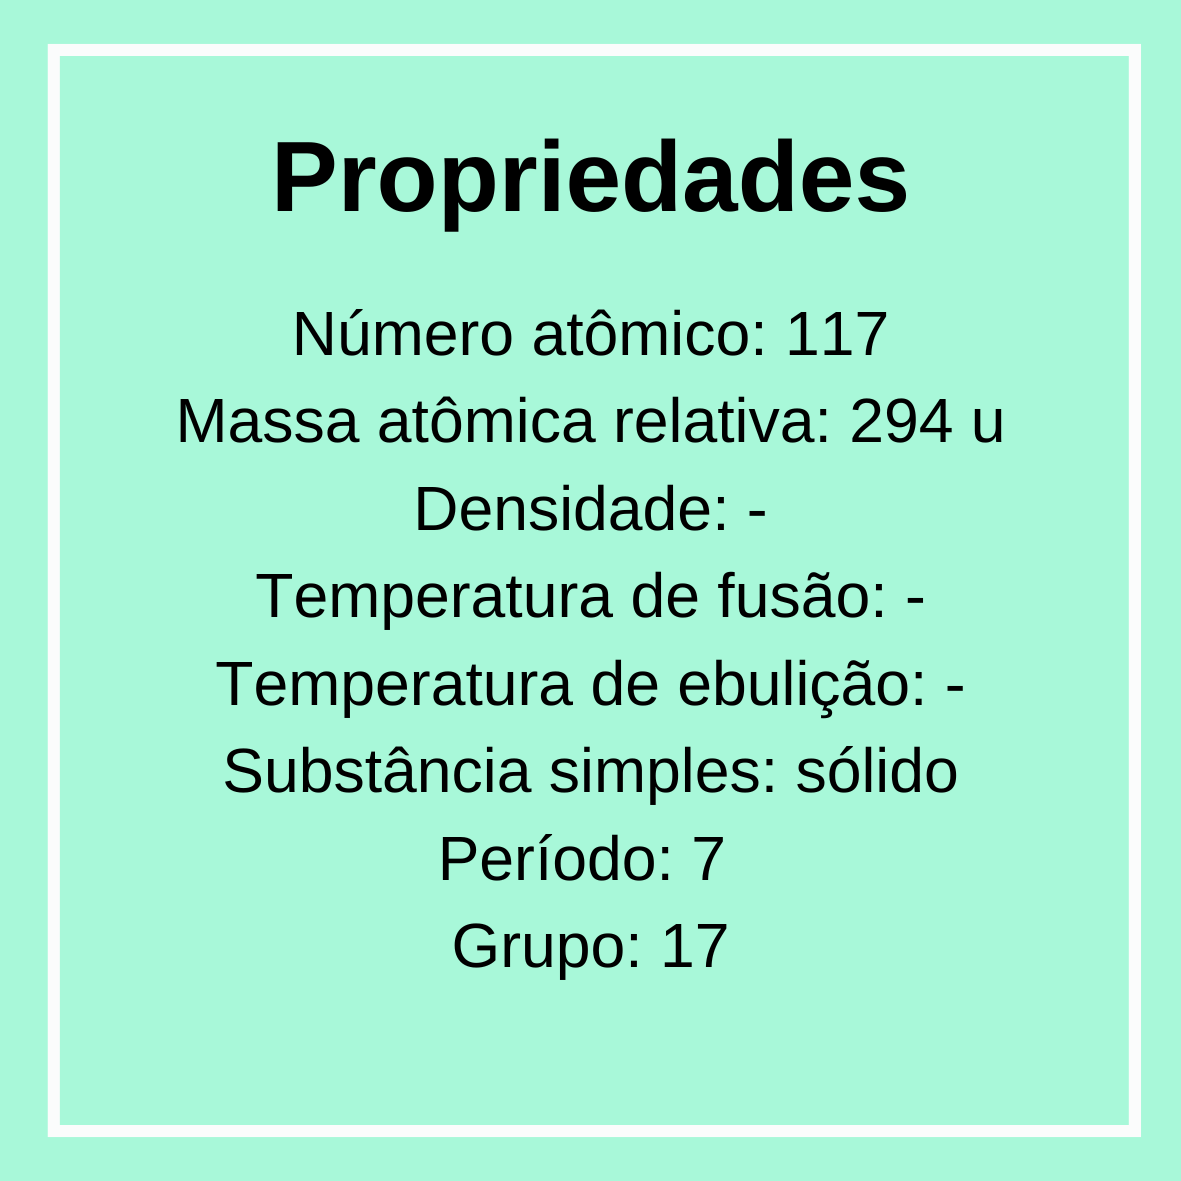 Propriedades
Número atômico: 117
Massa atômica relativa: 294 u
Densidade: -
Temperatura de fusão: -
Temperatura de ebulição: -
Substância simples: sólido
Período: 7
Grupo: 17